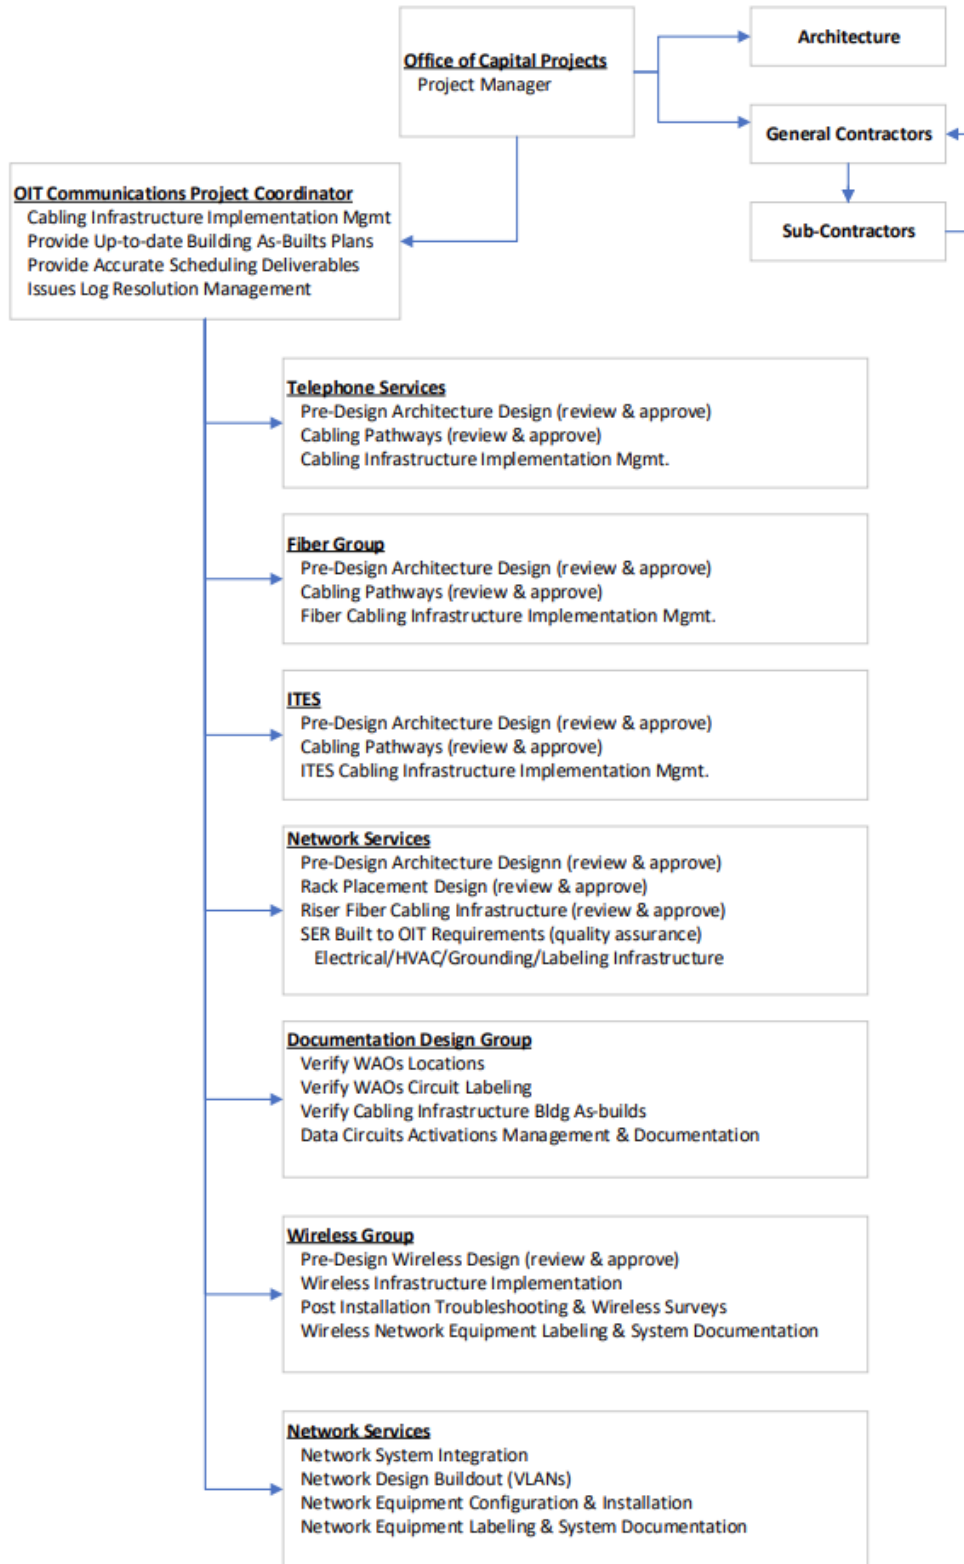 Office of Capital Projects
Project Manager
Architecture
General Contractors
Sub-Contractors
OIT Communications Project Coordinator
Cabling Infrastructure Implementation Mgmt
Provide Up-to-date Building As-Builts Plans
Provide Accurate Scheduling Deliverables
Issues Log Resolution Management
Telephone Services
Pre-Design Architecture Design (review & approve)
Cabling Pathways (review & approve)
Cabling Infrastructure Implementation Mgmt.
Fiber Group
Pre-Design Architecture Design (review & approve)
Cabling Pathways (review & approve)
Fiber Cabling Infrastructure Implementation Mgmt.
ITES
Pre-Design Architecture Design (review & approve)
Cabling Pathways (review & approve)
ITES Cabling Infrastructure Implementation Mgmt.
Network Services
Pre-Design Architecture Designn (review & approve)
Rack Placement Design (review & approve)
Riser Fiber Cabling Infrastructure (review & approve)
SER Built to OIT Requirements (quality assurance)
Electrical/HVAC/Grounding/Labeling Infrastructure
Documentation Design Group
Verify WAOs Locations
Verify WAOs Circuit Labeling
Verify Cabling Infrastructure Bldg As-builds
Data Circuits Activations Management & Documentation
Wireless Group
Pre-Design Wireless Design (review & approve)
Wireless Infrastructure Implementation
Post Installation Troubleshooting & Wireless Surveys
Wireless Network Equipment Labeling & System Documentation
Network Services
Network System Integration
Network Design Buildout (VLANs)
Network Equipment Configuration & Installation
Network Equipment Labeling & System Documentation